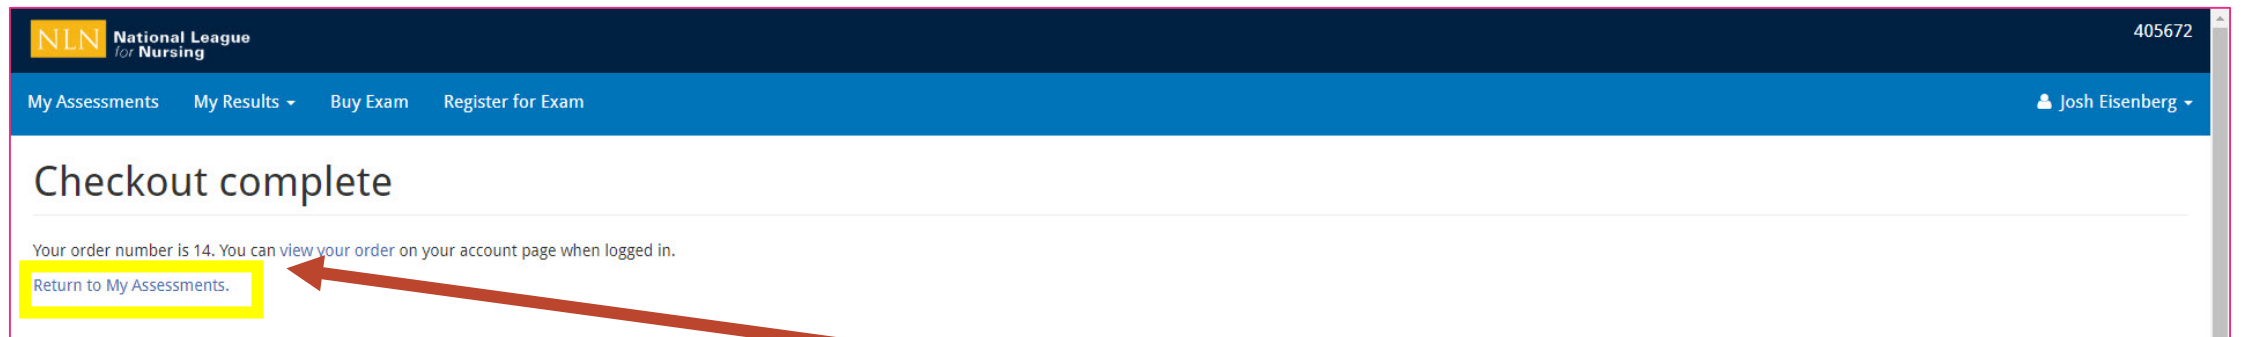 NLN National League
for Nursing
405672
My Assessments My Results Buy Exam Register for Exam Josh Eisenberg
Checkout complete
Your order number is 14. You can view your order on your account page when logged in.
Return to My Assessments.